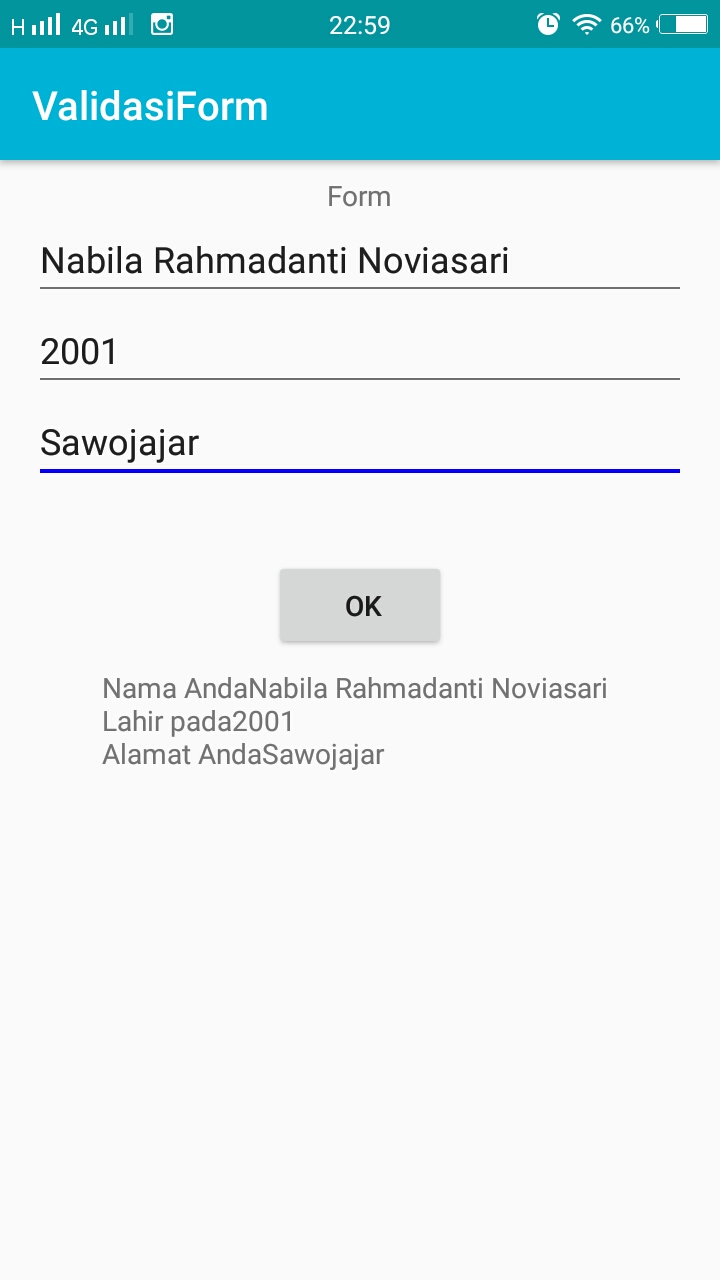 H 4G 22:59 66%
ValidasiForm
Form
Nabila Rahmadanti Noviasari
2001
Sawojajar
OK
Nama AndaNabila Rahmadanti Noviasari
Lahir pada2001
Alamat AndaSawojajar